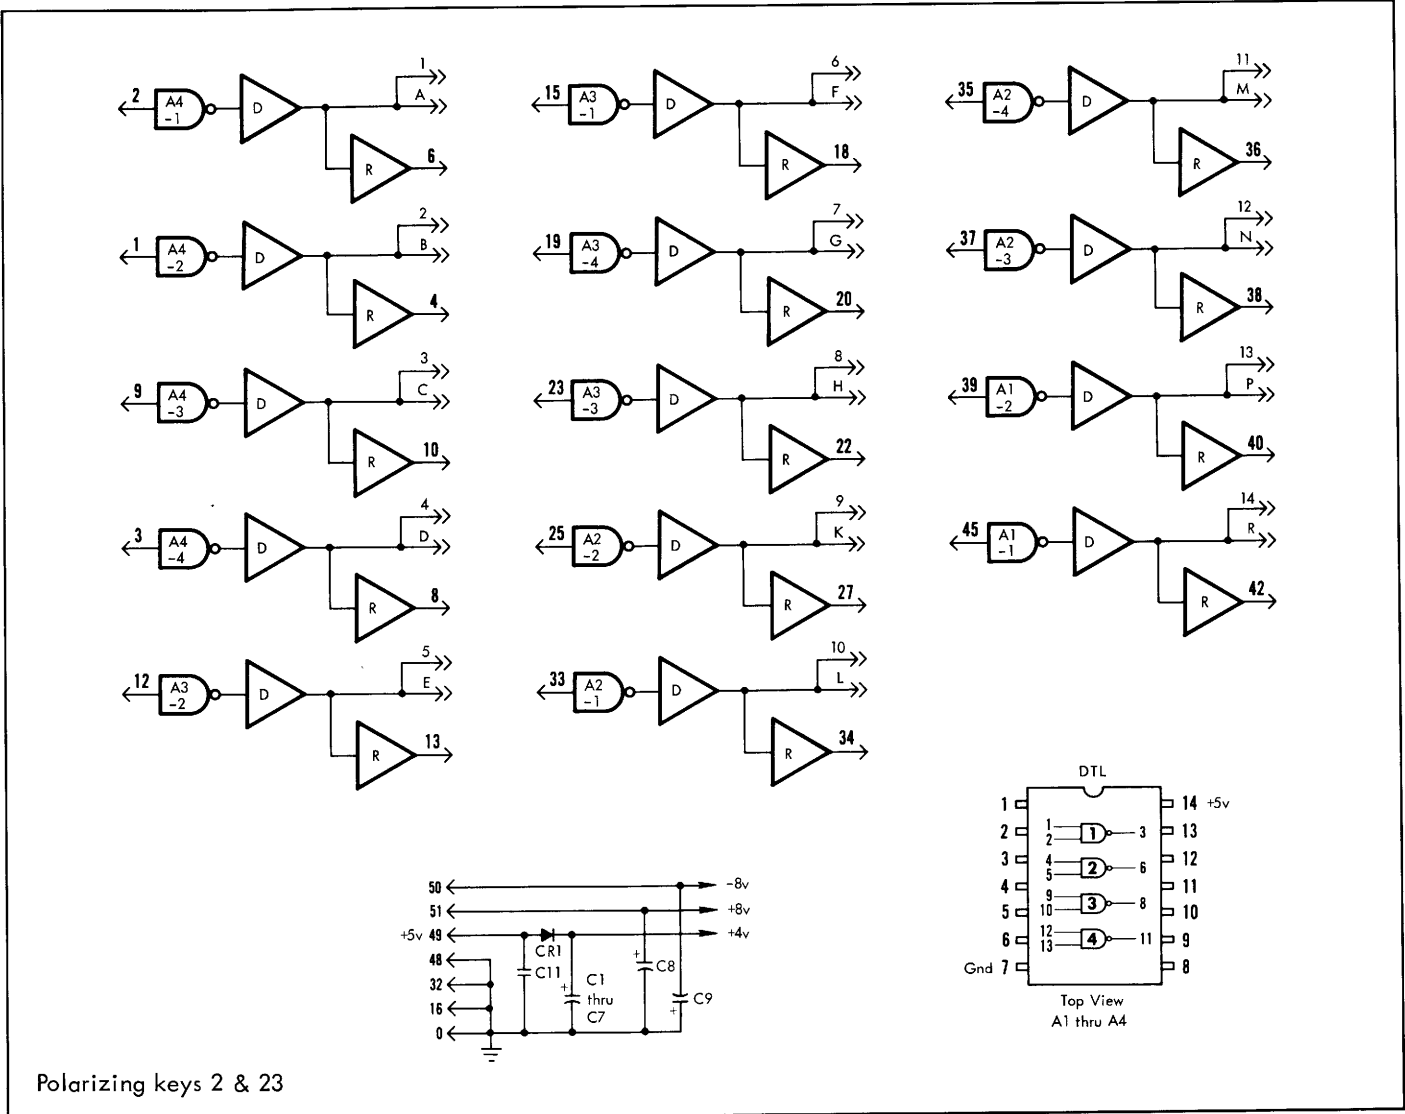 2 A4 -1 D 1 A R 6
1 A4 -2 D 2 B R 4
9 A4 -3 D 3 C R 10
3 A4 -4 D 4 D R 8
12 A3 -2 D 5 E R 13
15 A3 -1 D 6 F R 18
19 A3 -4 D 7 G R 20
23 A3 -3 D 8 H R 22
25 A2 -2 D 9 K R 27
33 A2 -1 D 10 L R 34
35 A2 -4 D 11 M R 36
37 A2 -3 D 12 N R 38
39 A1 -2 D 13 P R 40
45 A1 -1 D 14 R R 42
50 -8v
51 +8v
+5v 49 +4v
48
32
16
0
CR1
C11
+ C1
thru
C7
+ C8
C9
+
DTL
1 14 +5v
2 13
3 12
4 11
5 10
6 9
Gnd 7 8
1 2 1 3
4 5 2 6
9 10 3 8
12 13 4 11
Top View
A1 thru A4
Polarizing keys 2 & 23